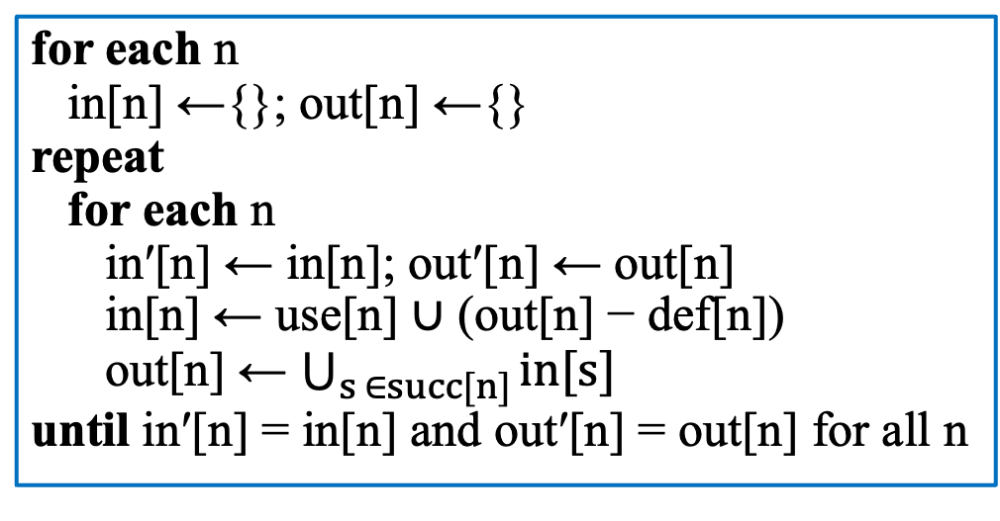 for each n
in[n] ←{}; out[n] ←{}
repeat
for each n
in′[n] ← in[n]; out′[n] ← out[n]
in[n] ← use[n] ∪ (out[n] − def[n])
out[n] ← ⋃s ∈succ[n] in[s]
until in′[n] = in[n] and out′[n] = out[n] for all n